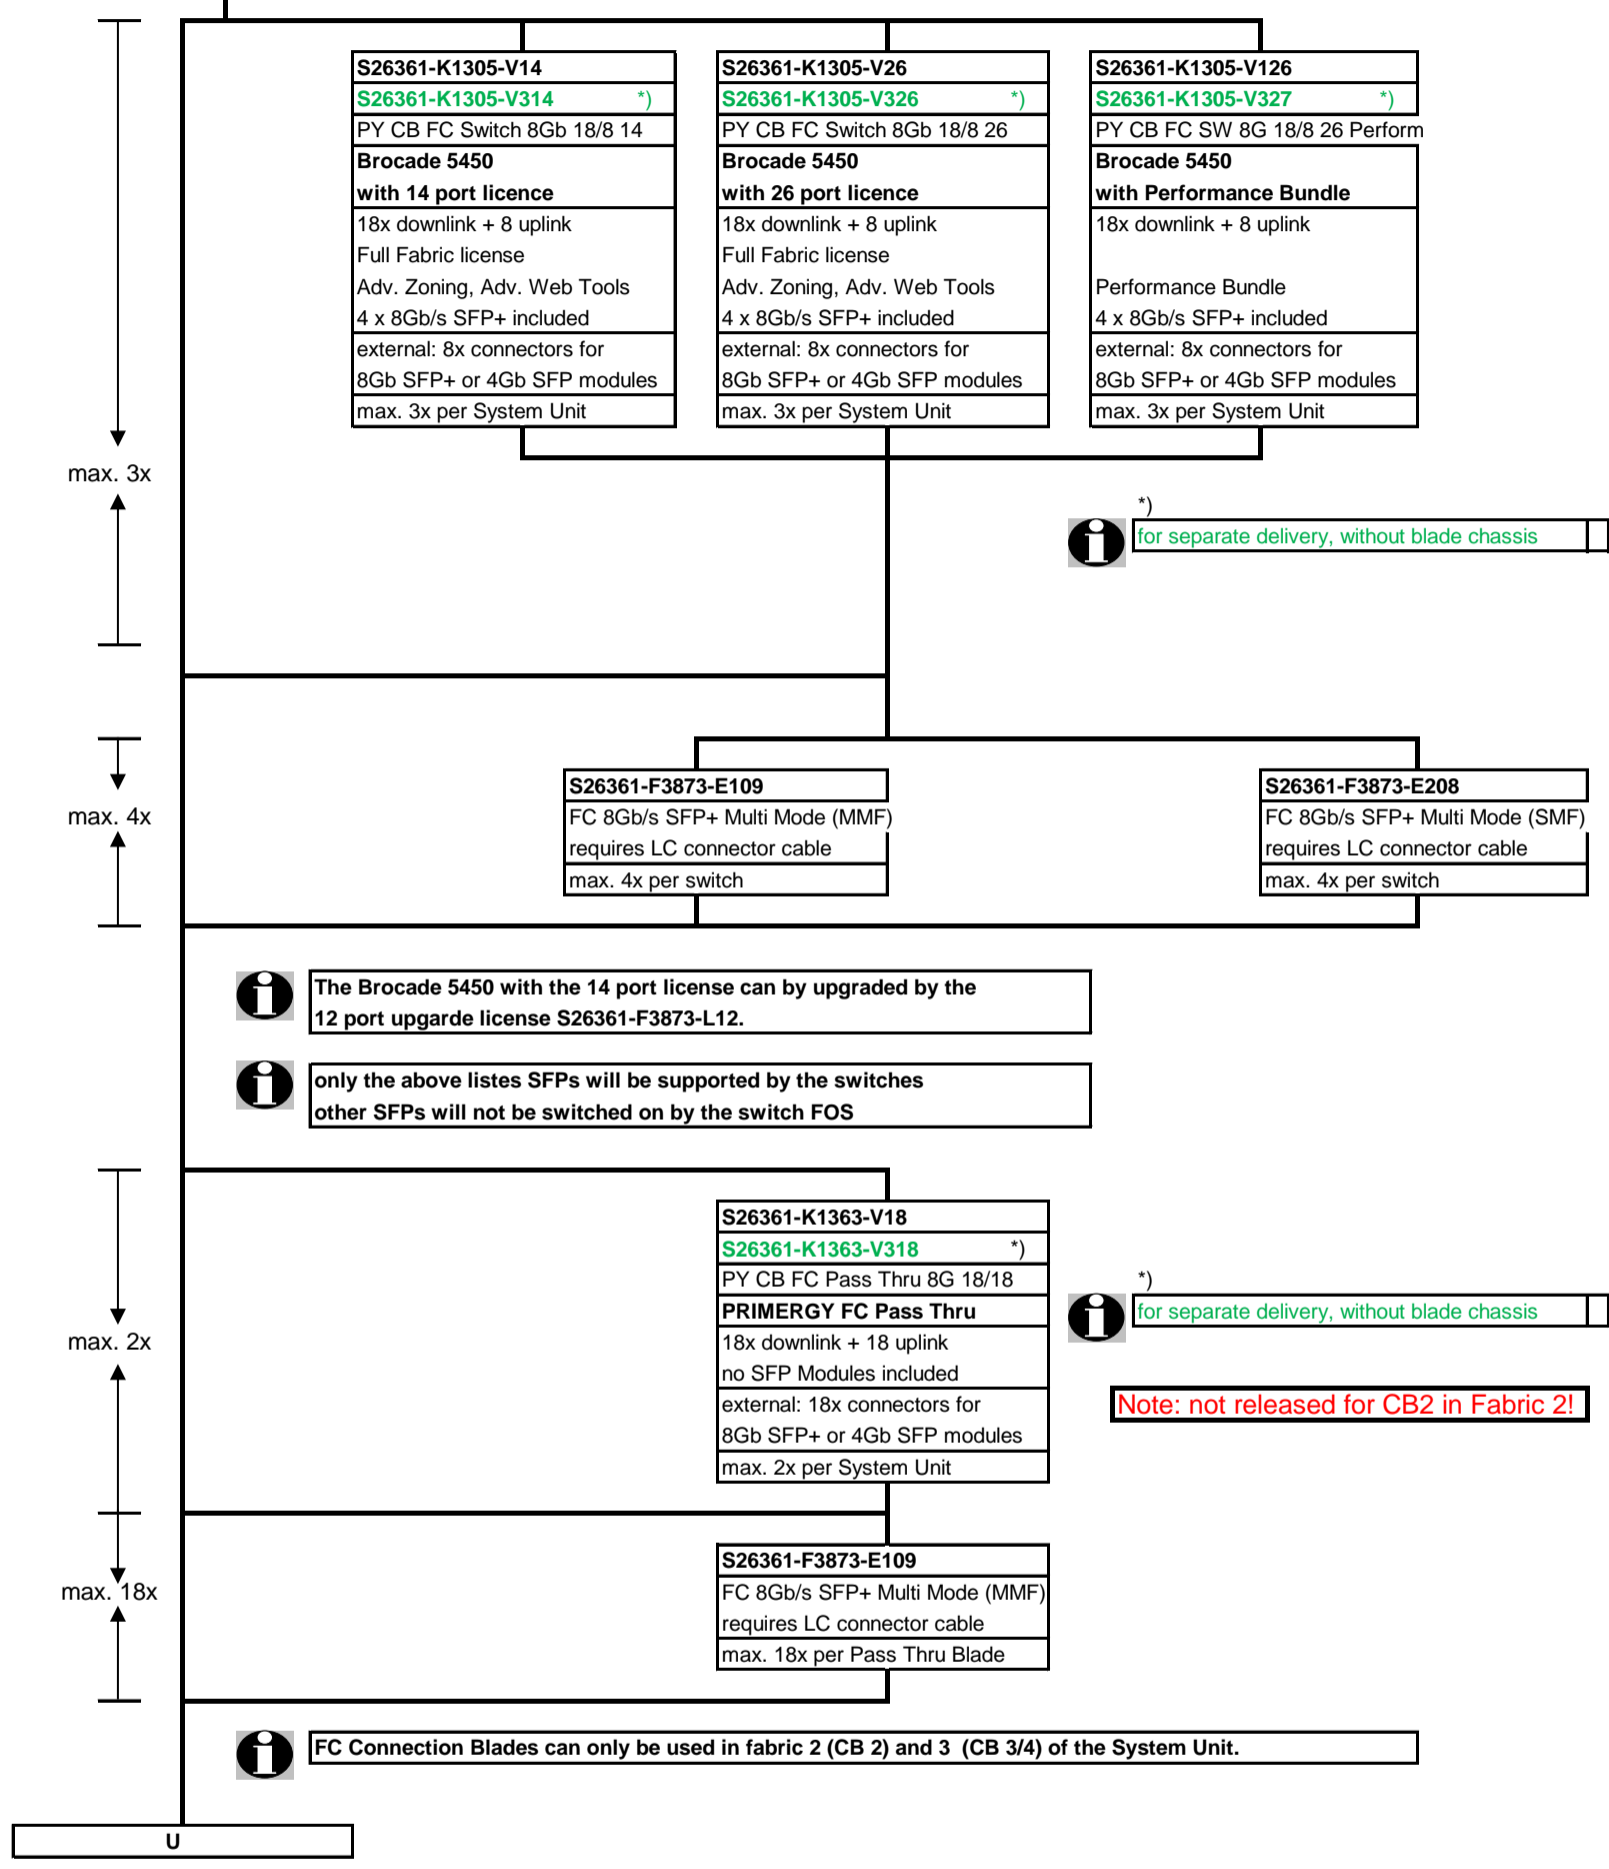 S26361-K1305-V14
S26361-K1305-V314 *)
PY CB FC Switch 8Gb 18/8 14
Brocade 5450
with 14 port licence
18x downlink + 8 uplink
Full Fabric license
Adv. Zoning, Adv. Web Tools
4 x 8Gb/s SFP+ included
external: 8x connectors for
8Gb SFP+ or 4Gb SFP modules
max. 3x per System Unit
S26361-K1305-V26
S26361-K1305-V326 *)
PY CB FC Switch 8Gb 18/8 26
Brocade 5450
with 26 port licence
18x downlink + 8 uplink
Full Fabric license
Adv. Zoning, Adv. Web Tools
4 x 8Gb/s SFP+ included
external: 8x connectors for
8Gb SFP+ or 4Gb SFP modules
max. 3x per System Unit
S26361-K1305-V126
S26361-K1305-V327 *)
PY CB FC SW 8G 18/8 26 Perform
Brocade 5450
with Performance Bundle
18x downlink + 8 uplink
Performance Bundle
4 x 8Gb/s SFP+ included
external: 8x connectors for
8Gb SFP+ or 4Gb SFP modules
max. 3x per System Unit
max. 3x
*)
for separate delivery, without blade chassis
max. 4x
S26361-F3873-E109
FC 8Gb/s SFP+ Multi Mode (MMF)
requires LC connector cable
max. 4x per switch
S26361-F3873-E208
FC 8Gb/s SFP+ Multi Mode (SMF)
requires LC connector cable
max. 4x per switch
The Brocade 5450 with the 14 port license can by upgraded by the
12 port upgarde license S26361-F3873-L12.
only the above listes SFPs will be supported by the switches
other SFPs will not be switched on by the switch FOS
max. 2x
S26361-K1363-V18
S26361-K1363-V318 *)
PY CB FC Pass Thru 8G 18/18
PRIMERGY FC Pass Thru
18x downlink + 18 uplink
no SFP Modules included
external: 18x connectors for
8Gb SFP+ or 4Gb SFP modules
max. 2x per System Unit
*)
for separate delivery, without blade chassis
Note: not released for CB2 in Fabric 2!
max. 18x
S26361-F3873-E109
FC 8Gb/s SFP+ Multi Mode (MMF)
requires LC connector cable
max. 18x per Pass Thru Blade
FC Connection Blades can only be used in fabric 2 (CB 2) and 3 (CB 3/4) of the System Unit.
U